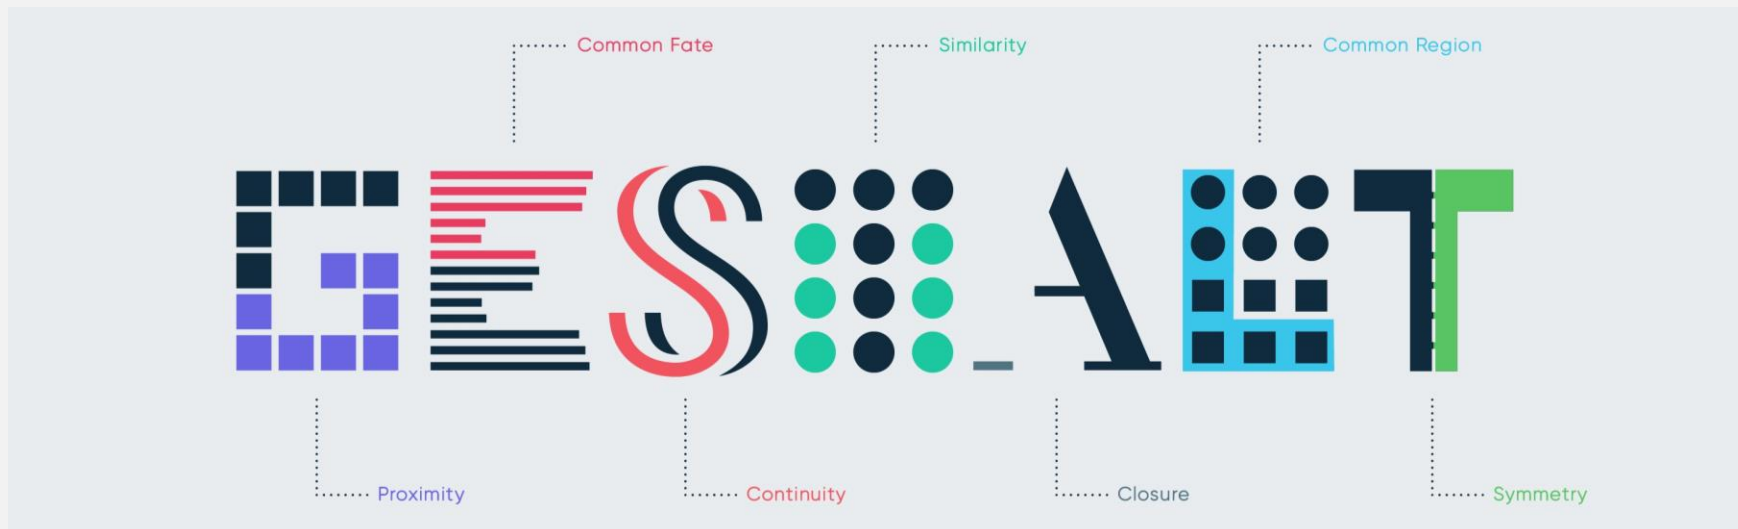 Common Fate
Similarity
Common Region
GESTALT
Proximity
Continuity
Closure
Symmetry